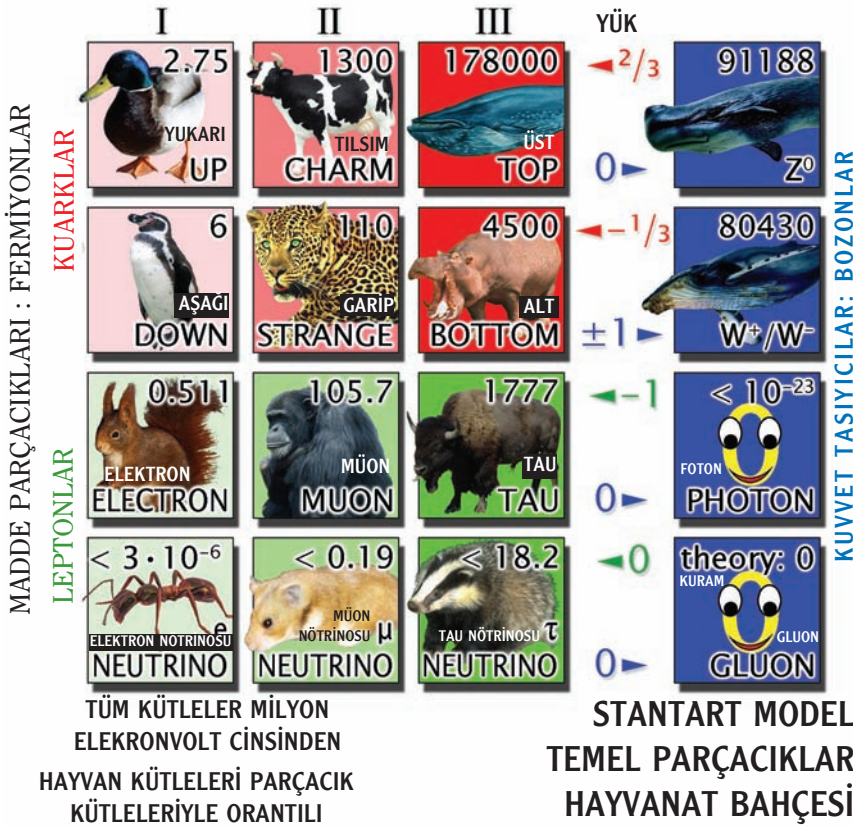 I II III YÜK
MADDE PARÇACIKLARI : FERMİYONLAR
KUARKLAR
LEPTONLAR
2.75
YUKARI
UP
1300
TILSIM
CHARM
178000
ÜST
TOP
2/3
0
91188
Z⁰
6
AŞAĞI
DOWN
110
GARİP
STRANGE
4500
ALT
BOTTOM
-1/3
±1
80430
W⁺/W⁻
0.511
ELEKTRON
ELECTRON
105.7
MÜON
MUON
1777
TAU
TAU
-1
0
< 10⁻²³
FOTON
PHOTON
< 3·10⁻⁶
e
ELEKTRON NÖTRİNOSU
NEUTRINO
< 0.19
MÜON
NÖTRİNOSU μ
NEUTRINO
< 18.2
TAU NÖTRİNOSU τ
NEUTRINO
0
0
theory: 0
KURAM
GLUON
GLUON
KUVVET TAŞIYICILAR: BOZONLAR
TÜM KÜTLELER MİLYON
ELEKRONVOLT CİNSİNDEN
HAYVAN KÜTLELERİ PARÇACIK
KÜTLELERİYLE ORANTILI
STANTART MODEL
TEMEL PARÇACIKLAR
HAYVANAT BAHÇESİ